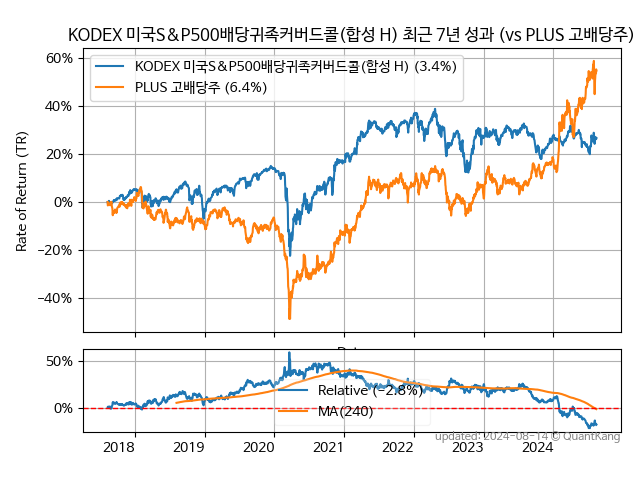 KODEX 미국S&P500배당귀족커버드콜(합성 H) 최근 7년 성과 (vs PLUS 고배당주)
KODEX 미국S&P500배당귀족커버드콜(합성 H) (3.4%)
PLUS 고배당주 (6.4%)
Rate of Return (TR)
60%
40%
20%
0%
−20%
−40%
50%
0%
Relative (−2.8%)
MA(240)
updated: 2024-08-14 © QuantKang
2018
2019
2020
2021
2022
2023
2024